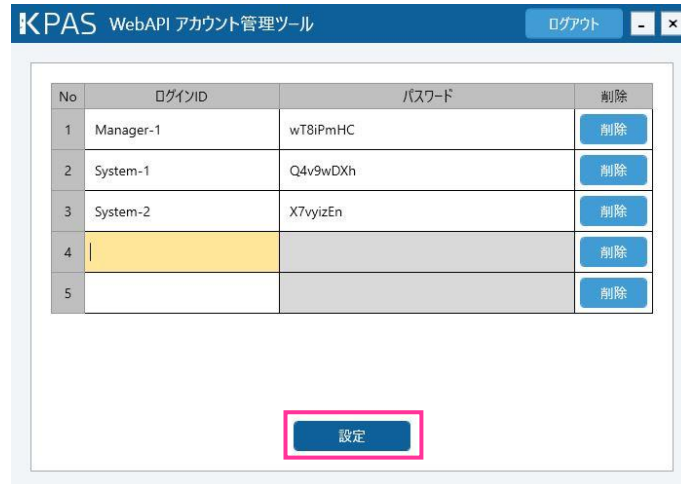 KPAS WebAPI アカウント管理ツール ログアウト - ×
No ログインID パスワード 削除
1 Manager-1 wT8iPmHC 削除
2 System-1 Q4v9wDXh 削除
3 System-2 X7vyizEn 削除
4 削除
5 削除
設定